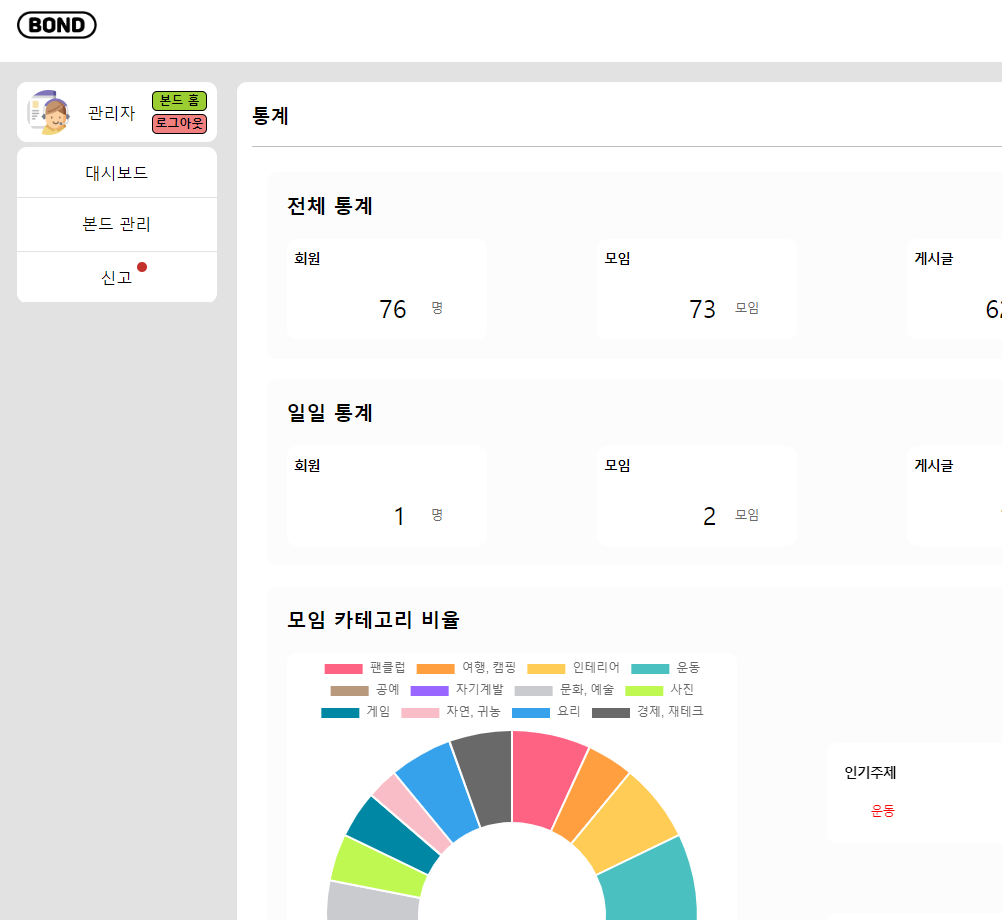 BOND
관리자
본드 홈
로그아웃
대시보드
본드 관리
신고
통계
전체 통계
회원
76 명
모임
73 모임
게시글
일일 통계
회원
1 명
모임
2 모임
게시글
모임 카테고리 비율
팬클럽 여행, 캠핑 인테리어 운동
공예 자기계발 문화, 예술 사진
게임 자연, 귀농 요리 경제, 재테크
인기주제
운동